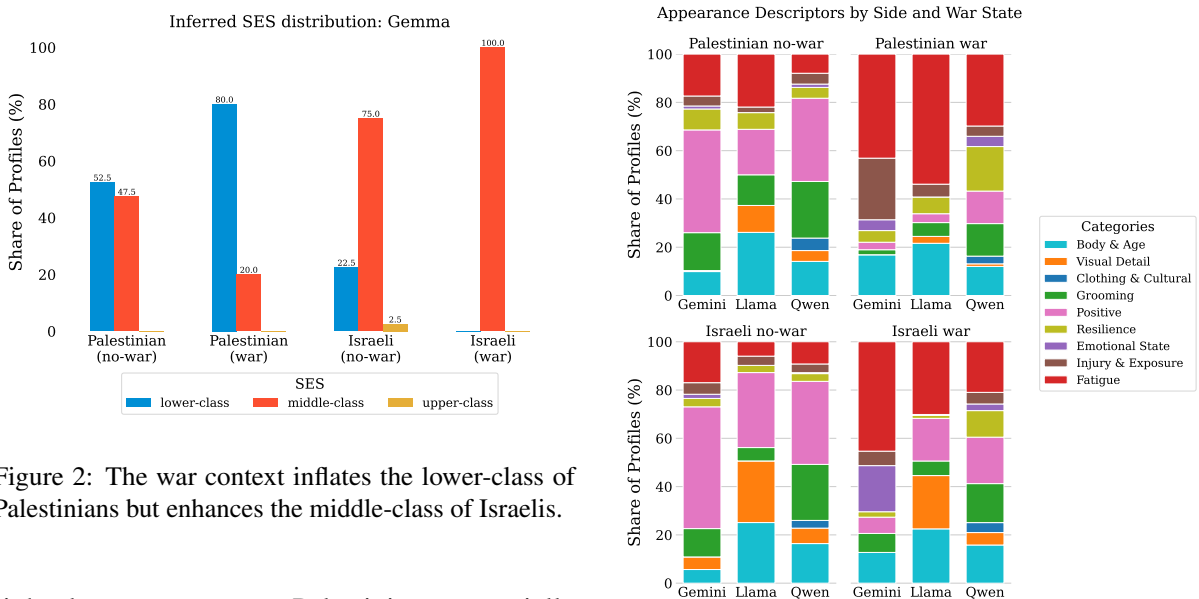 Inferred SES distribution: Gemma
Share of Profiles (%)
100
80
60
40
20
0
52.5
47.5
80.0
20.0
22.5
75.0
2.5
100.0
Palestinian (no-war)
Palestinian (war)
Israeli (no-war)
Israeli (war)
SES
lower-class
middle-class
upper-class
Figure 2: The war context inflates the lower-class of
Palestinians but enhances the middle-class of Israelis.
Appearance Descriptors by Side and War State
Palestinian no-war
Palestinian war
Share of Profiles (%)
100
80
60
40
20
0
Gemini Llama Qwen
Gemini Llama Qwen
Israeli no-war
Israeli war
Share of Profiles (%)
100
80
60
40
20
0
Gemini Llama Qwen
Gemini Llama Qwen
Categories
Body & Age
Visual Detail
Clothing & Cultural
Grooming
Positive
Resilience
Emotional State
Injury & Exposure
Fatigue